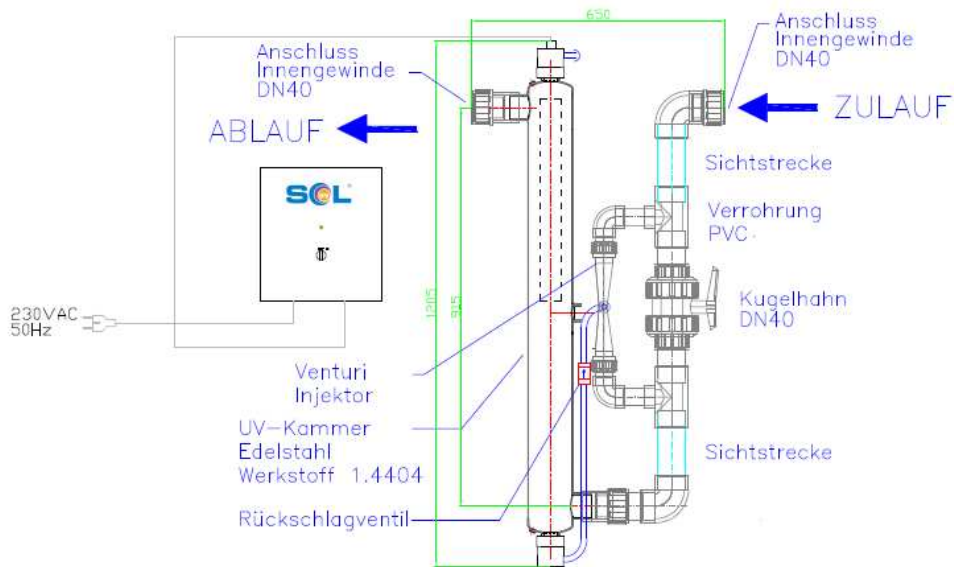 650
Anschluss
Innengewinde
DN40
Anschluss
Innengewinde
DN40
ABLAUF
ZULAUF
Sichtstrecke
SOL
Verrohrung
PVC
1205
925
Kugelhahn
DN40
230VAC
50Hz
Venturi
Injektor
UV-Kammer
Edelstahl
Werkstoff 1.4404
Sichtstrecke
Rückschlagventil